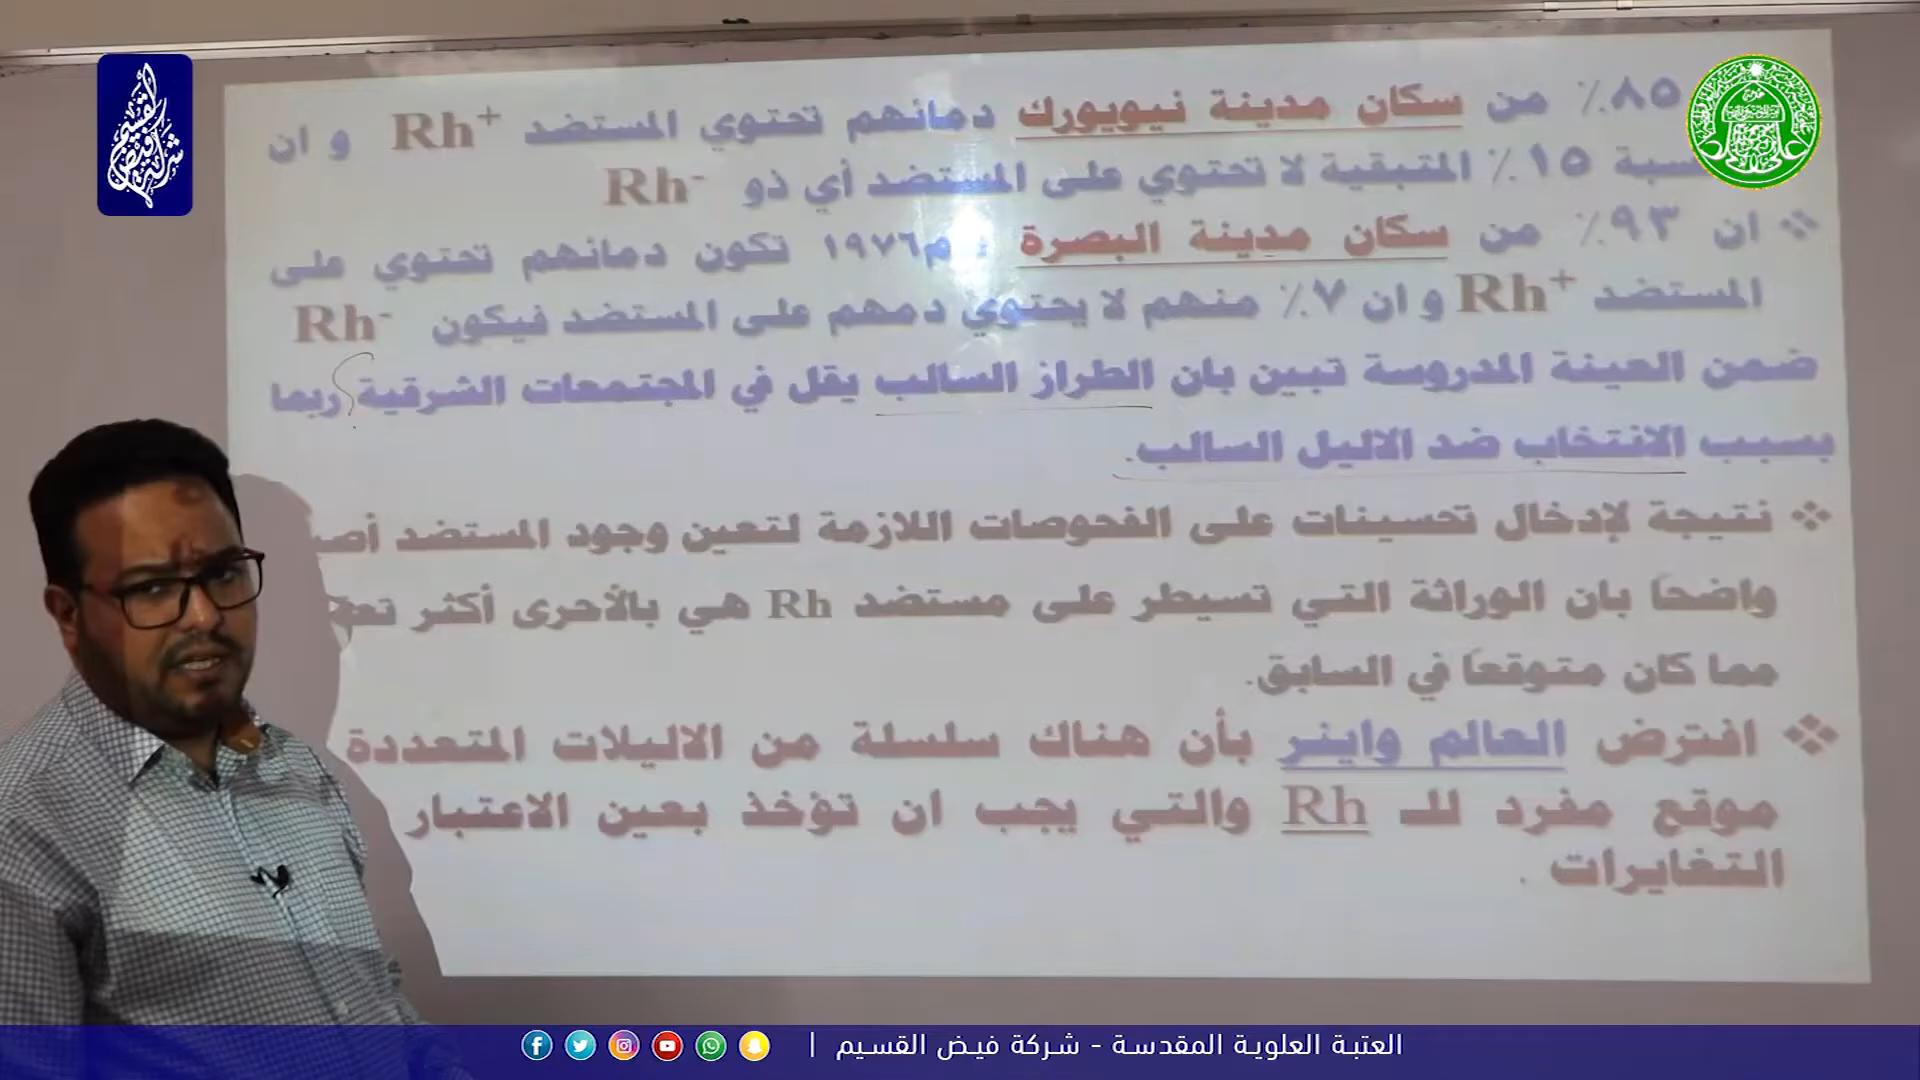 ٨٥٪ من سكان مدينة نيويورك دمائهم تحتوي المستضد Rh+ و ان
١٥٪ المتبقية لا تحتوي على المستضد أي ذو Rh-
❖ ان ٩٣٪ من سكان مدينة البصرة ١٩٧٦م تكون دمائهم تحتوي على
المستضد Rh+ و ان ٧٪ منهم لا يحتوي دمهم على المستضد فيكون Rh-
ضمن العينة المدروسة تبين بان الطراز السالب يقل في المجتمعات الشرقية ربما
بسبب الانتخاب ضد الاليل السالب.
❖ نتيجة لإدخال تحسينات على الفحوصات اللازمة لتعين وجود المستضد
واضحاً بان الوراثة التي تسيطر على مستضد Rh هي بالأحرى أكثر
مما كان متوقعاً في السابق.
❖ افترض العالم واينر بأن هناك سلسلة من الاليلات المتعددة
موقع مفرد للـ Rh والتي يجب ان تؤخذ بعين الاعتبار
التغايرات .
العتبة العلوية المقدسة - شركة فيض القسيم |